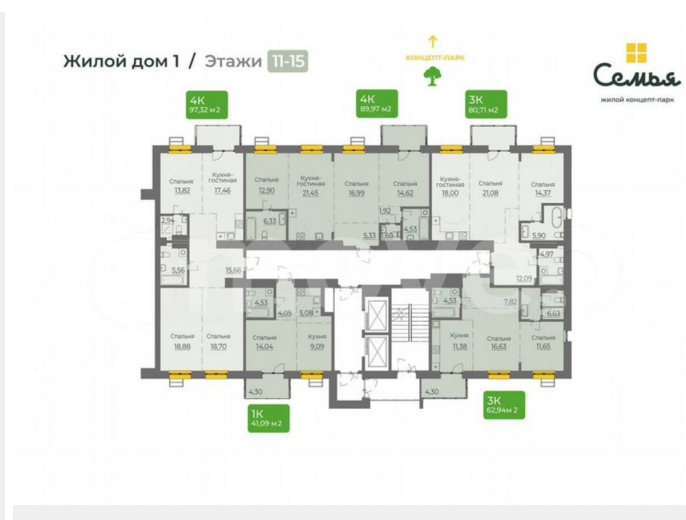 Жилой дом 1 / Этажи 11-15
КОНЦЕПТ-ПАРК
Семья
жилой концепт-парк
4К
97,32 м2
4К
89,97 м2
3К
80,71 м2
Спальня
13,82
Кухня-
гостиная
17,46
Спальня
12,90
Кухня-
гостиная
21,45
Спальня
16,99
Спальня
14,62
Кухня-
гостиная
18,00
Спальня
21,08
Спальня
14,37
2,94
6,33
1,92
4,53
5,33
5,90
5,56
15,66
4,97
12,09
4,53
4,05
5,08
4,53
7,82
6,63
Спальня
18,88
Спальня
18,70
Спальня
14,04
Кухня
9,09
Кухня
11,38
Спальня
16,63
Спальня
11,65
4,30
4,30
1К
41,09 м2
3К
62,94м 2